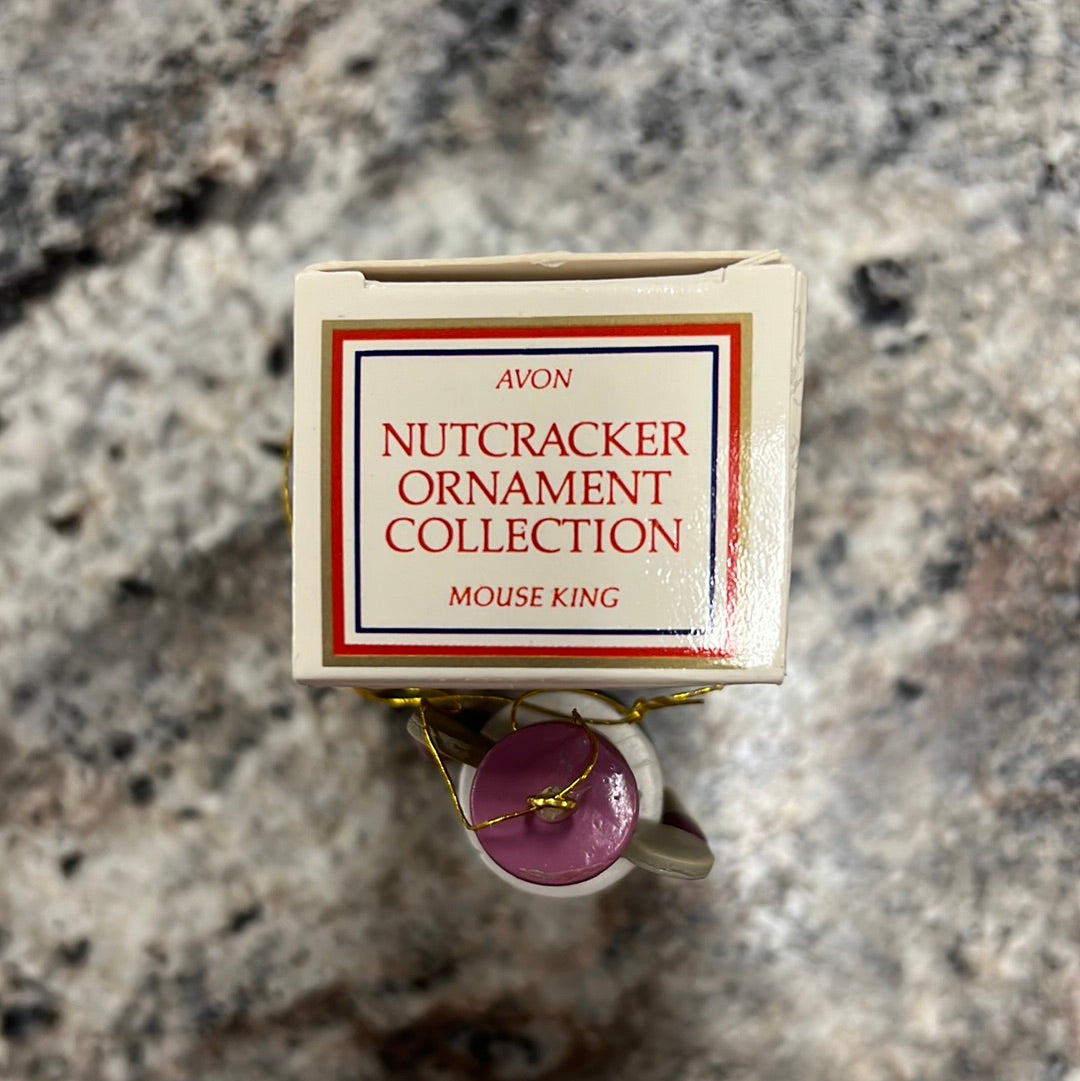 AVON
NUTCRACKER
ORNAMENT
COLLECTION
MOUSE KING